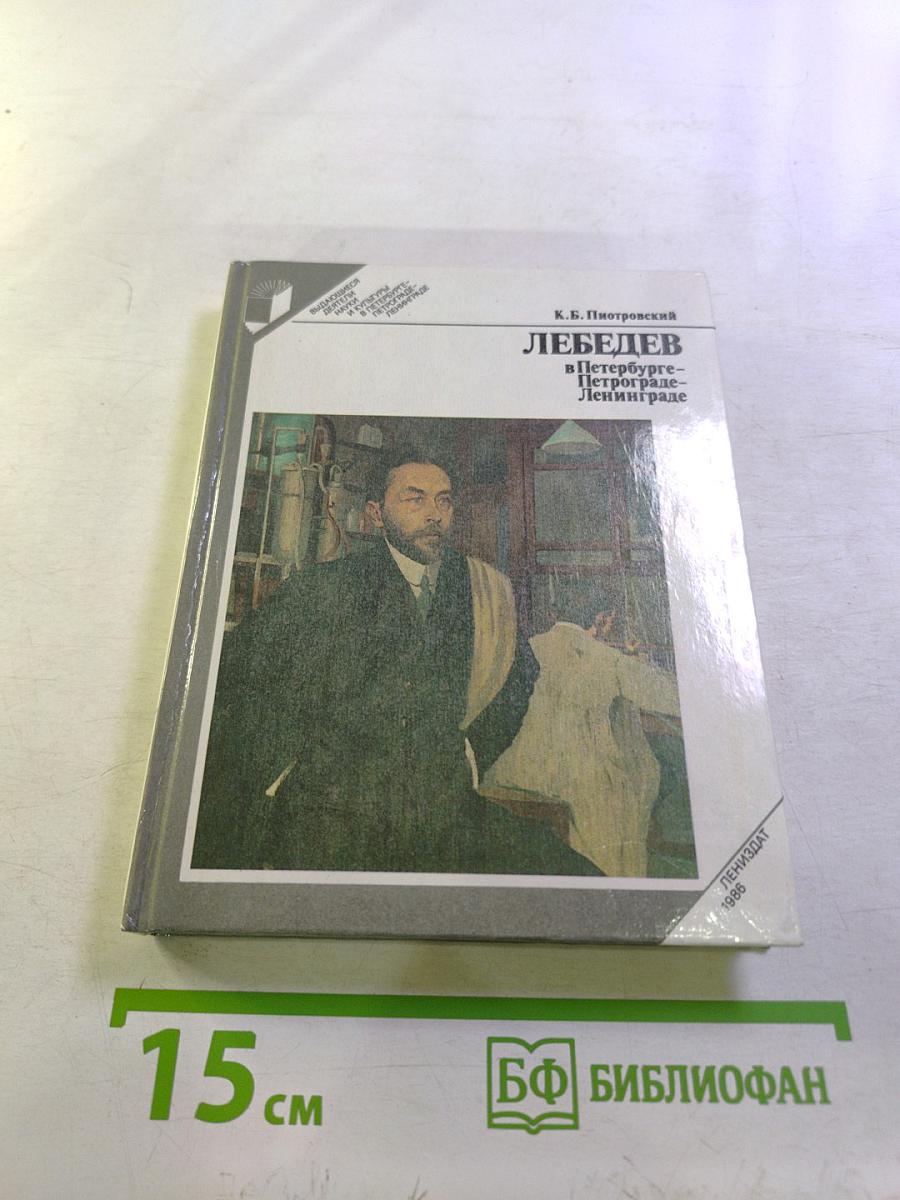 ВЫДАЮЩИЕСЯ
ДЕЯТЕЛИ
НАУКИ
И КУЛЬТУРЫ
В ПЕТЕРБУРГЕ-
ПЕТРОГРАДЕ-
ЛЕНИНГРАДЕ
К. Б. Пиотровский
ЛЕБЕДЕВ
в Петербурге-
Петрограде-
Ленинграде
ЛЕНИЗДАТ
1986
15 см
БФ БИБЛИОФАН